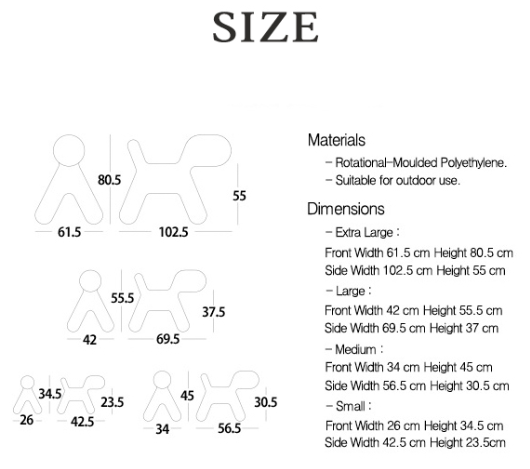 SIZE
80.5
55
61.5
102.5
55.5
37.5
42
69.5
34.5
23.5
26
42.5
45
30.5
34
56.5
Materials
- Rotational-Moulded Polyethylene.
- Suitable for outdoor use.
Dimensions
- Extra Large :
Front Width 61.5 cm Height 80.5 cm
Side Width 102.5 cm Height 55 cm
- Large :
Front Width 42 cm Height 55.5 cm
Side Width 69.5 cm Height 37 cm
- Medium :
Front Width 34 cm Height 45 cm
Side Width 56.5 cm Height 30.5 cm
- Small :
Front Width 26 cm Height 34.5 cm
Side Width 42.5 cm Height 23.5cm